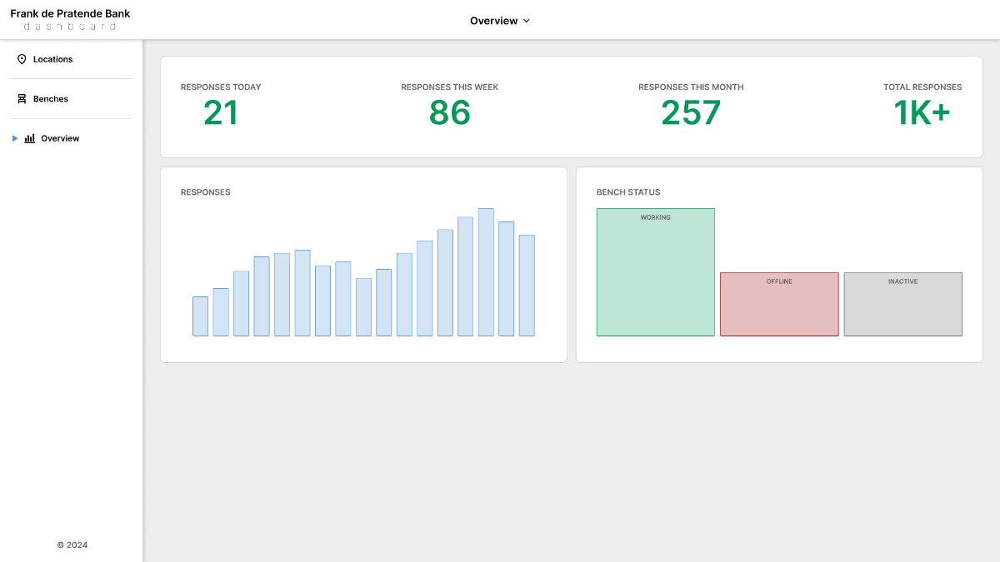 Frank de Pratende Bank
dashboard
Overview
Locations
Benches
Overview
© 2024
RESPONSES TODAY
21
RESPONSES THIS WEEK
86
RESPONSES THIS MONTH
257
TOTAL RESPONSES
1K+
RESPONSES
BENCH STATUS
WORKING
OFFLINE
INACTIVE